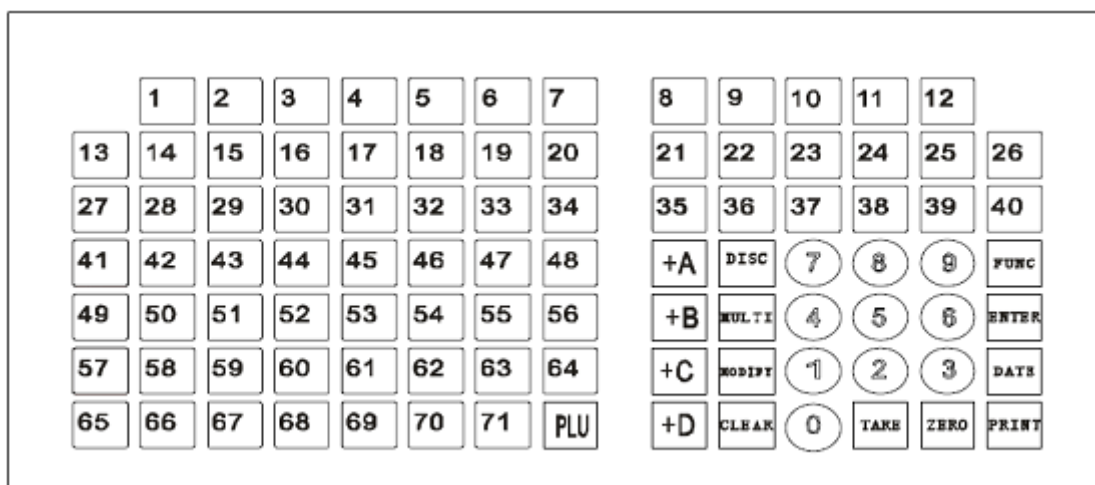 1 2 3 4 5 6 7 8 9 10 11 12
13 14 15 16 17 18 19 20 21 22 23 24 25 26
27 28 29 30 31 32 33 34 35 36 37 38 39 40
41 42 43 44 45 46 47 48 +A DISC 7 8 9 FUNC
49 50 51 52 53 54 55 56 +B MULTI 4 5 6 ENTER
57 58 59 60 61 62 63 64 +C MODIFY 1 2 3 DATE
65 66 67 68 69 70 71 PLU +D CLEAR 0 TARE ZERO PRINT